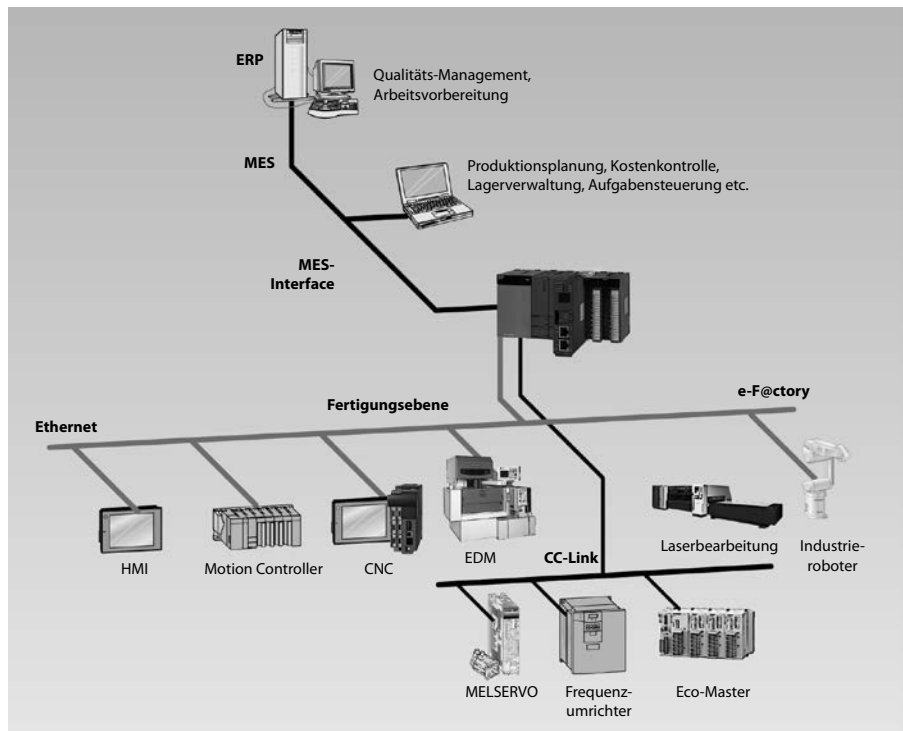 ERP
Qualitäts-Management,
Arbeitsvorbereitung
MES
Produktionsplanung, Kostenkontrolle,
Lagerverwaltung, Aufgabensteuerung etc.
MES-
Interface
e-F@ctory
Fertigungsebene
Ethernet
HMI
Motion Controller
CNC
EDM
CC-Link
Laserbearbeitung
Industrie-
roboter
MELSERVO
Frequenz-
umrichter
Eco-Master